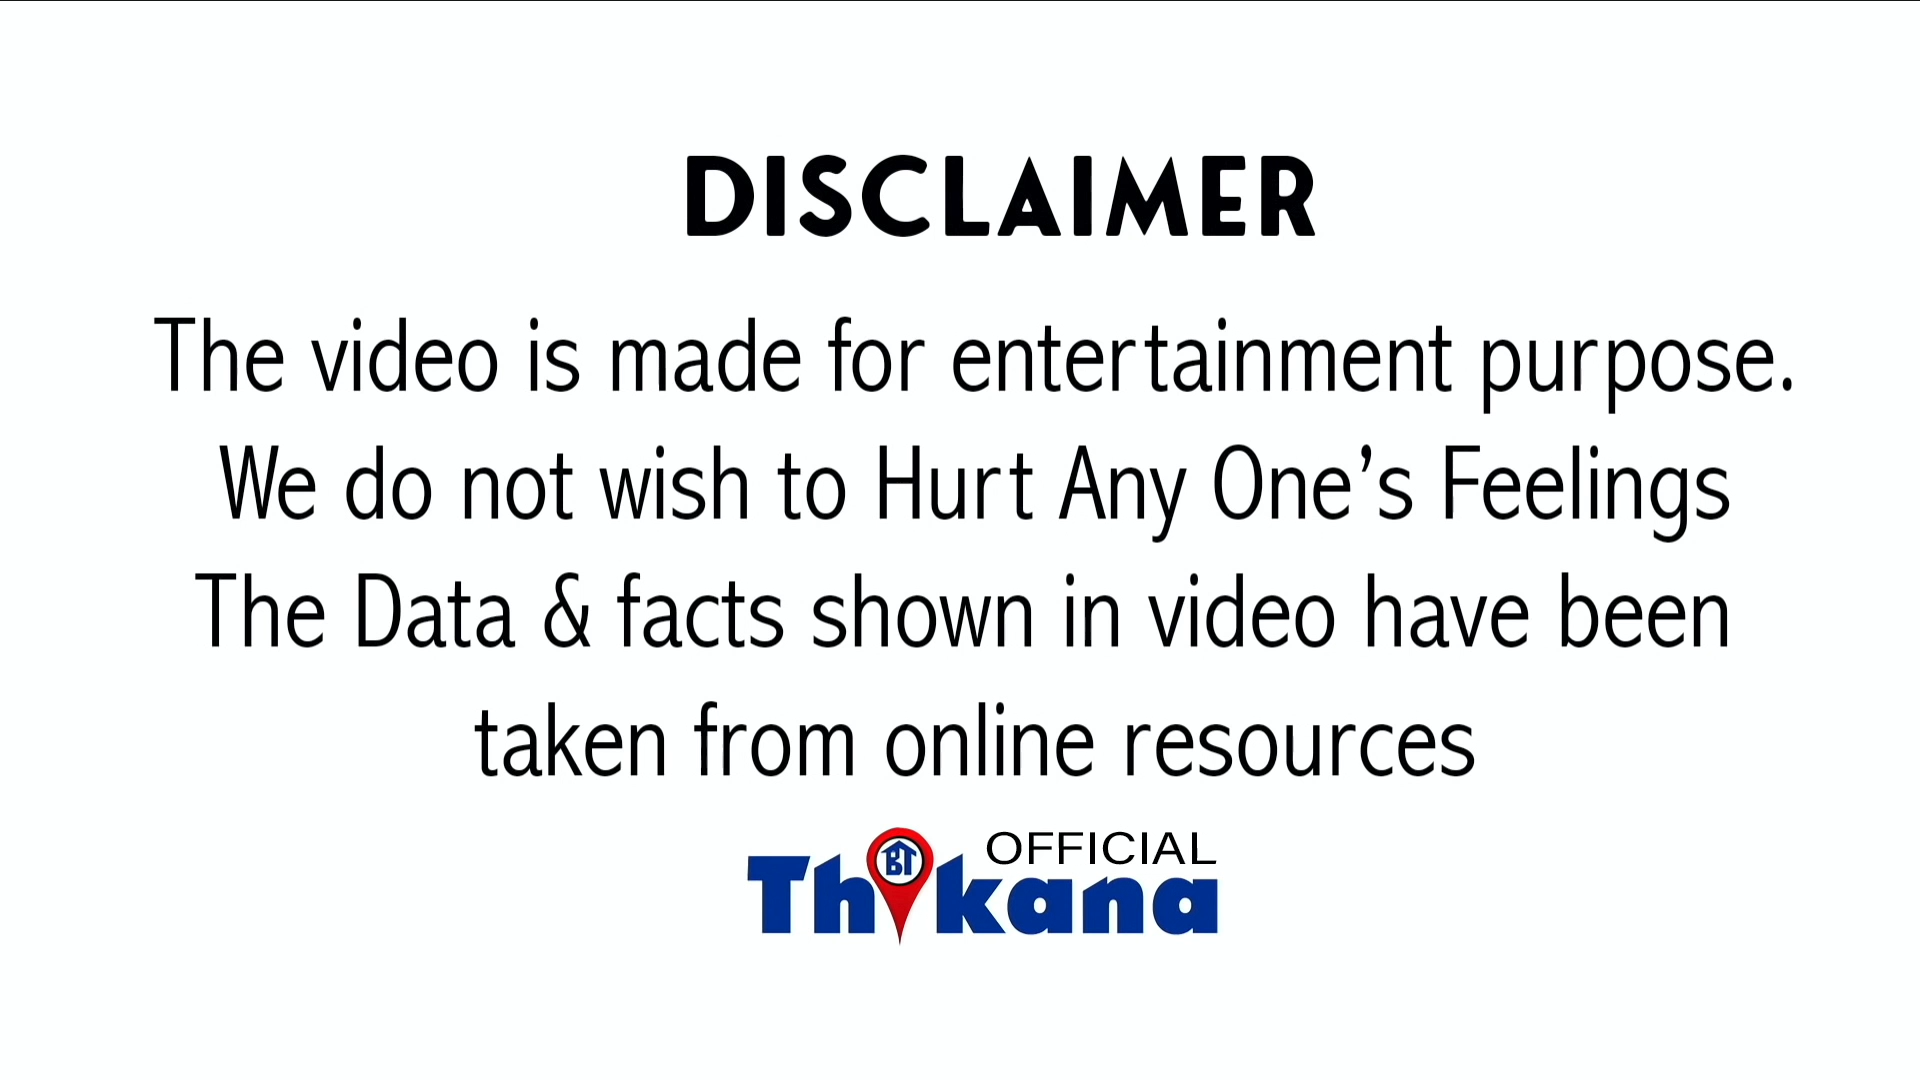 DISCLAIMER
The video is made for entertainment purpose.
We do not wish to Hurt Any One’s Feelings
The Data & facts shown in video have been
taken from online resources
OFFICIAL
BT
Thikana